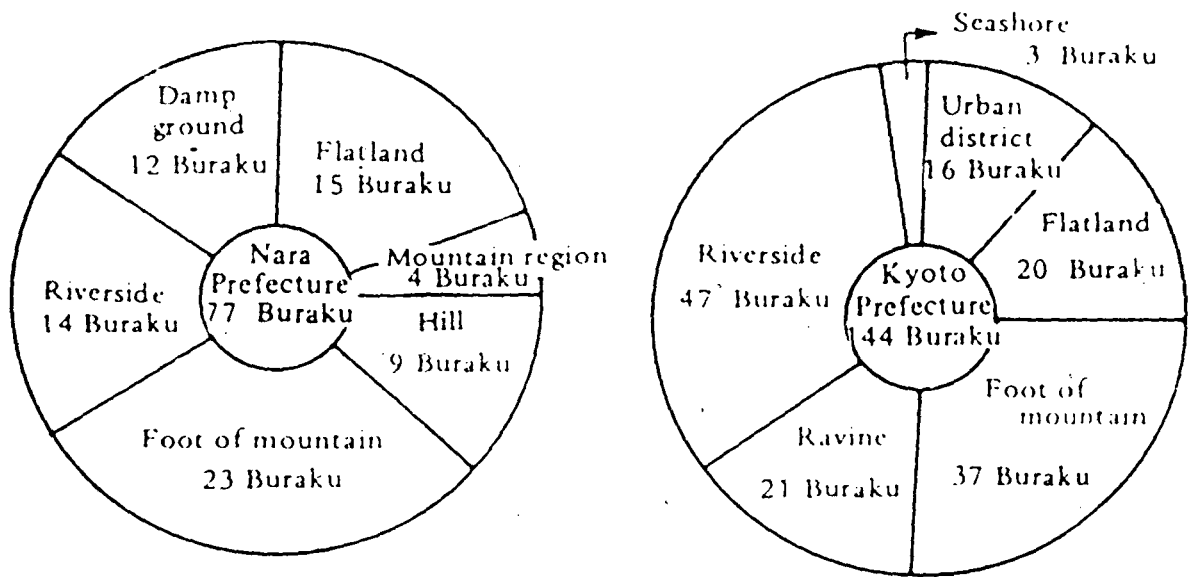 Damp
ground
12 Buraku
Flatland
15 Buraku
Mountain region
4 Buraku
Hill
9 Buraku
Foot of mountain
23 Buraku
Riverside
14 Buraku
Nara
Prefecture
77 Buraku
Seashore
3 Buraku
Urban
district
16 Buraku
Flatland
20 Buraku
Foot of
mountain
37 Buraku
Ravine
21 Buraku
Riverside
47 Buraku
Kyoto
Prefecture
144 Buraku